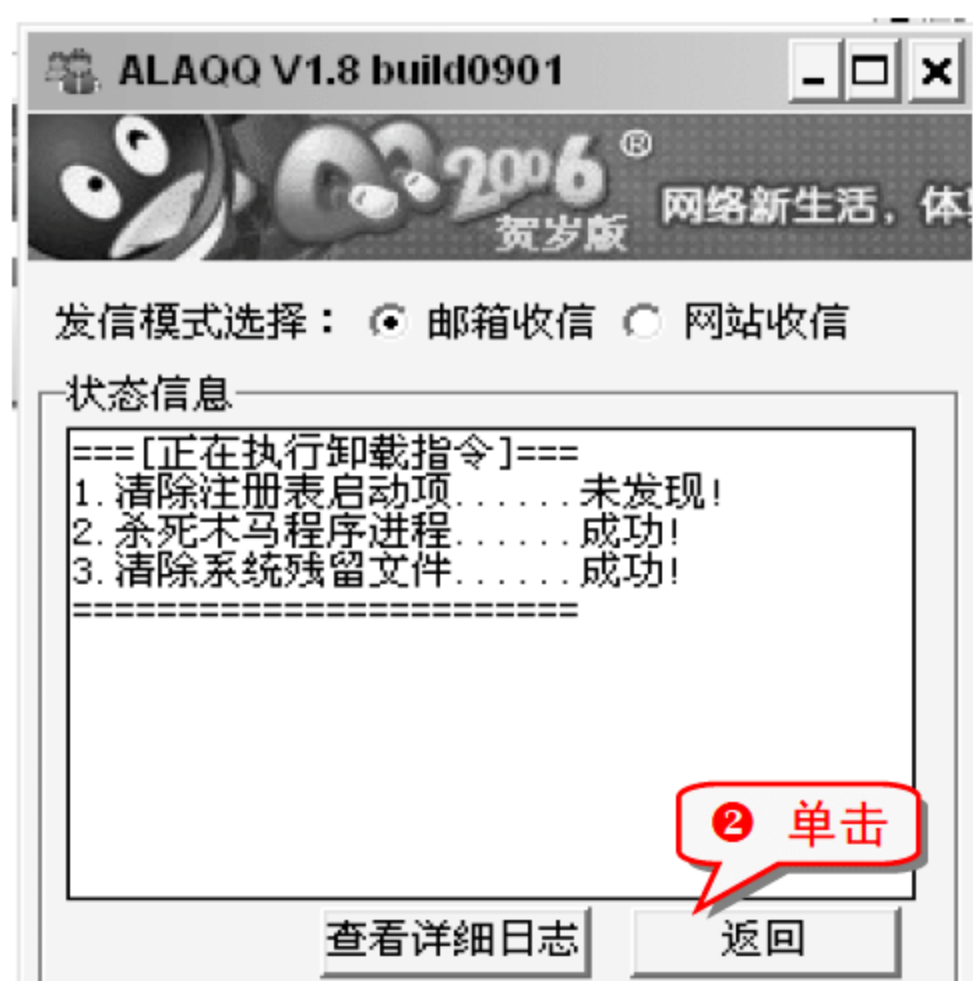 ALAQQ V1.8 build0901
QQ2006®
贺岁版
网络新生活，体
发信模式选择： 邮箱收信 网站收信
状态信息
===[正在执行卸载指令]===
1.清除注册表启动项......未发现!
2.杀死木马程序进程......成功!
3.清除系统残留文件......成功!
========================
❷ 单击
查看详细日志 返回